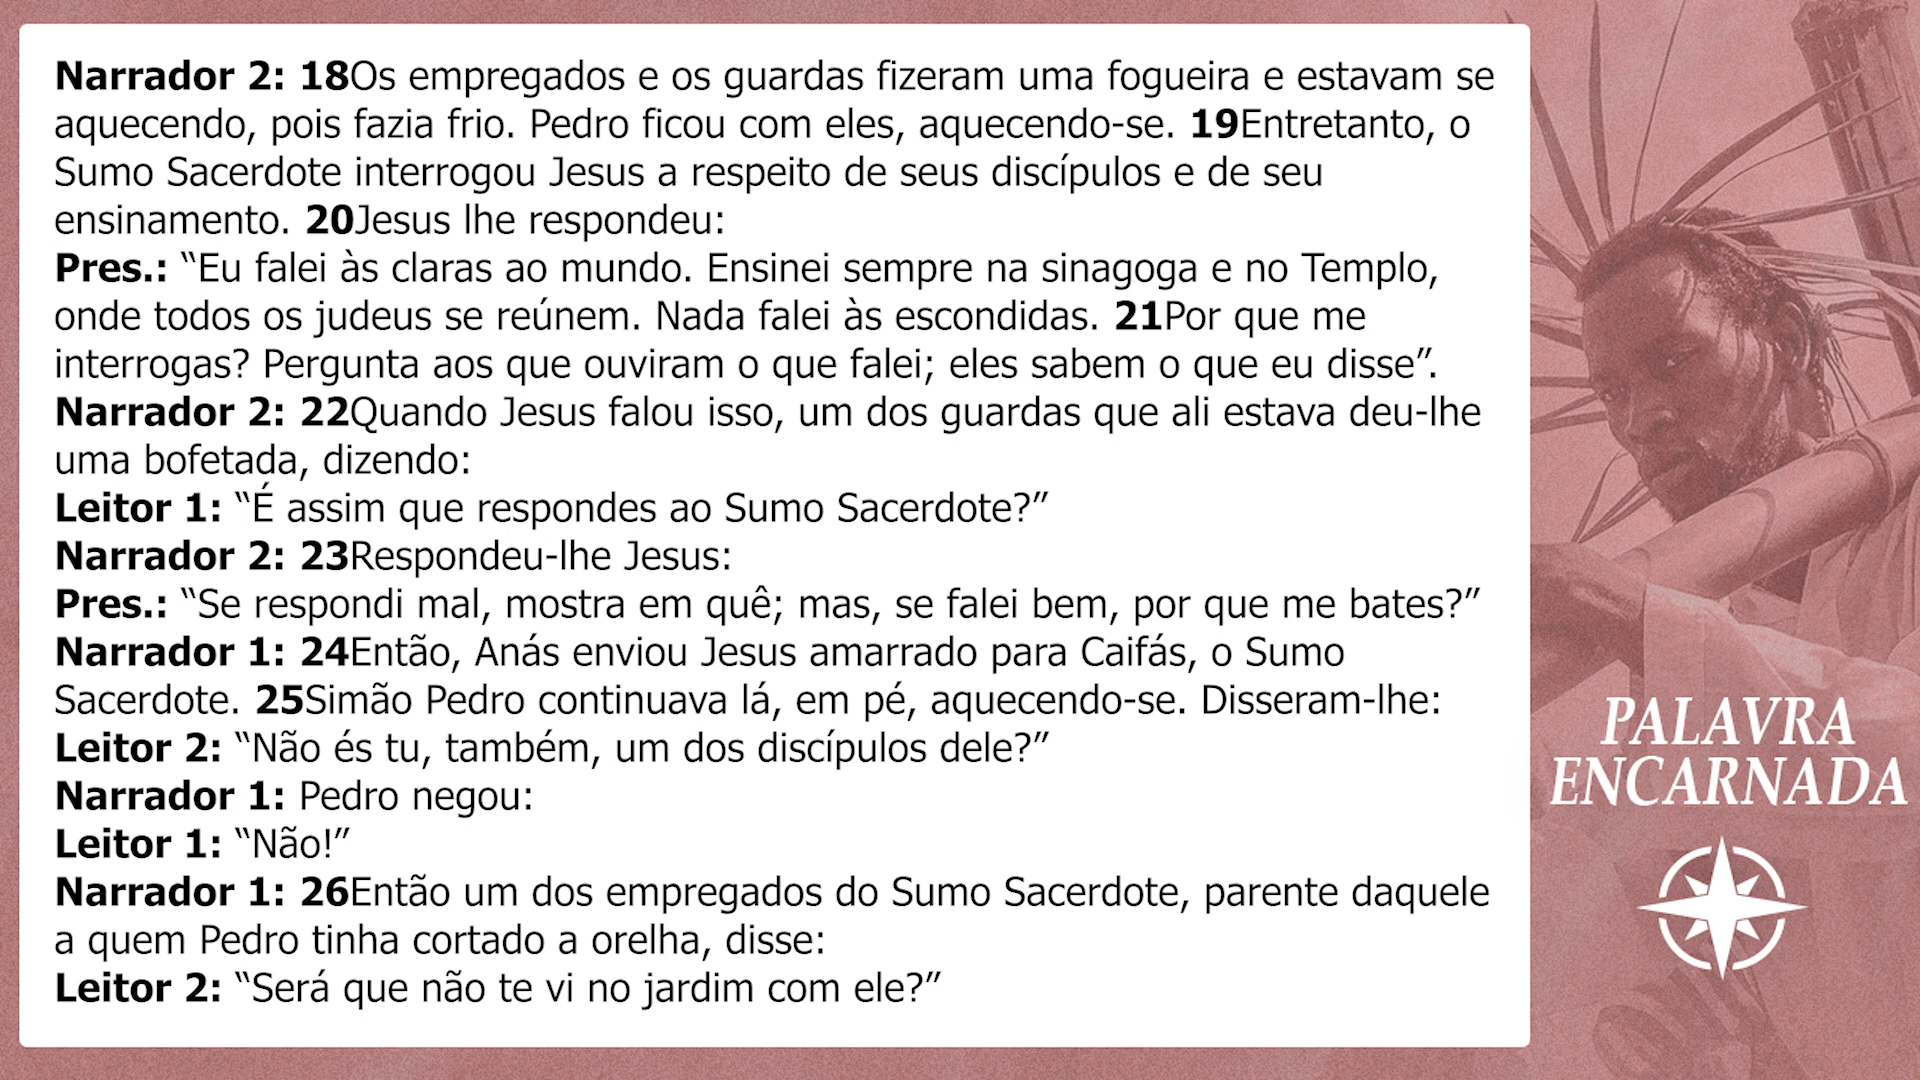 Narrador 2: 18Os empregados e os guardas fizeram uma fogueira e estavam se
aquecendo, pois fazia frio. Pedro ficou com eles, aquecendo-se. 19Entretanto, o
Sumo Sacerdote interrogou Jesus a respeito de seus discípulos e de seu
ensinamento. 20Jesus lhe respondeu:
Pres.: “Eu falei às claras ao mundo. Ensinei sempre na sinagoga e no Templo,
onde todos os judeus se reúnem. Nada falei às escondidas. 21Por que me
interrogas? Pergunta aos que ouviram o que falei; eles sabem o que eu disse”.
Narrador 2: 22Quando Jesus falou isso, um dos guardas que ali estava deu-lhe
uma bofetada, dizendo:
Leitor 1: “É assim que respondes ao Sumo Sacerdote?”
Narrador 2: 23Respondeu-lhe Jesus:
Pres.: “Se respondi mal, mostra em quê; mas, se falei bem, por que me bates?”
Narrador 1: 24Então, Anás enviou Jesus amarrado para Caifás, o Sumo
Sacerdote. 25Simão Pedro continuava lá, em pé, aquecendo-se. Disseram-lhe:
Leitor 2: “Não és tu, também, um dos discípulos dele?”
Narrador 1: Pedro negou:
Leitor 1: “Não!”
Narrador 1: 26Então um dos empregados do Sumo Sacerdote, parente daquele
a quem Pedro tinha cortado a orelha, disse:
Leitor 2: “Será que não te vi no jardim com ele?”
PALAVRA
ENCARNADA